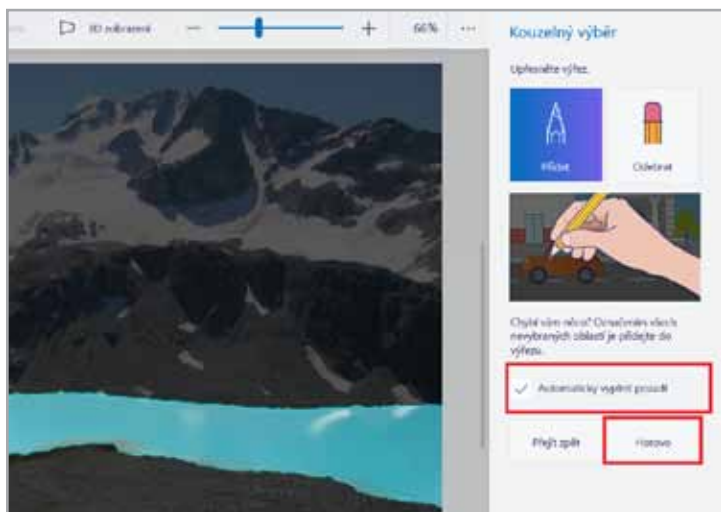 3D zobrazení
66%
Kouzelný výběr
Upřesněte výřez.
Přidat
Odebrat
Chybí vám něco? Označením všech
nevybraných oblastí je přidejte do
výřezu.
Automaticky vyplnit pozadí
Přejít zpět
Hotovo